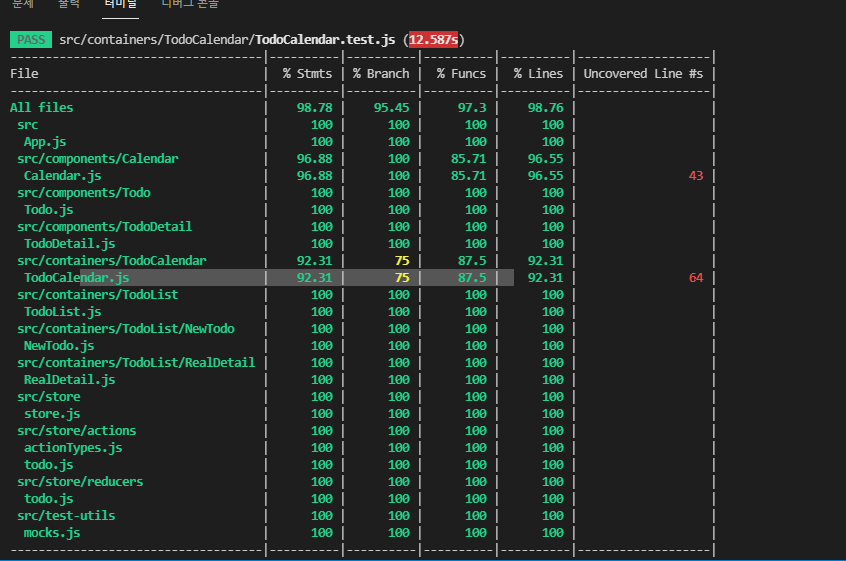 문제 출력 터미널 디버그 콘솔
PASS src/containers/TodoCalendar/TodoCalendar.test.js (12.587s)
File | % Stmts | % Branch | % Funcs | % Lines | Uncovered Line #s |
All files | 98.78 | 95.45 | 97.3 | 98.76 | |
src | 100 | 100 | 100 | 100 | |
App.js | 100 | 100 | 100 | 100 | |
src/components/Calendar | 96.88 | 100 | 85.71 | 96.55 | |
Calendar.js | 96.88 | 100 | 85.71 | 96.55 | 43 |
src/components/Todo | 100 | 100 | 100 | 100 | |
Todo.js | 100 | 100 | 100 | 100 | |
src/components/TodoDetail | 100 | 100 | 100 | 100 | |
TodoDetail.js | 100 | 100 | 100 | 100 | |
src/containers/TodoCalendar | 92.31 | 75 | 87.5 | 92.31 | |
TodoCalendar.js | 92.31 | 75 | 87.5 | 92.31 | 64 |
src/containers/TodoList | 100 | 100 | 100 | 100 | |
TodoList.js | 100 | 100 | 100 | 100 | |
src/containers/TodoList/NewTodo | 100 | 100 | 100 | 100 | |
NewTodo.js | 100 | 100 | 100 | 100 | |
src/containers/TodoList/RealDetail | 100 | 100 | 100 | 100 | |
RealDetail.js | 100 | 100 | 100 | 100 | |
src/store | 100 | 100 | 100 | 100 | |
store.js | 100 | 100 | 100 | 100 | |
src/store/actions | 100 | 100 | 100 | 100 | |
actionTypes.js | 100 | 100 | 100 | 100 | |
todo.js | 100 | 100 | 100 | 100 | |
src/store/reducers | 100 | 100 | 100 | 100 | |
todo.js | 100 | 100 | 100 | 100 | |
src/test-utils | 100 | 100 | 100 | 100 | |
mocks.js | 100 | 100 | 100 | 100 | |